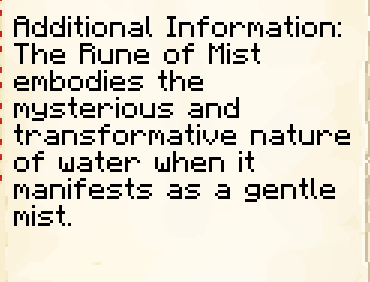 Additional Information:
The Rune of Mist
embodies the
mysterious and
transformative nature
of water when it
manifests as a gentle
mist.